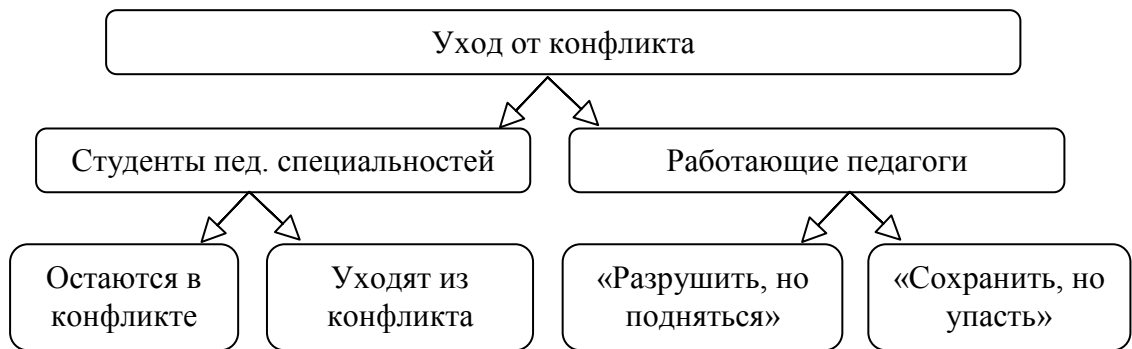 Уход от конфликта
Студенты пед. специальностей
Работающие педагоги
Остаются в
конфликте
Уходят из
конфликта
«Разрушить, но
подняться»
«Сохранить, но
упасть»